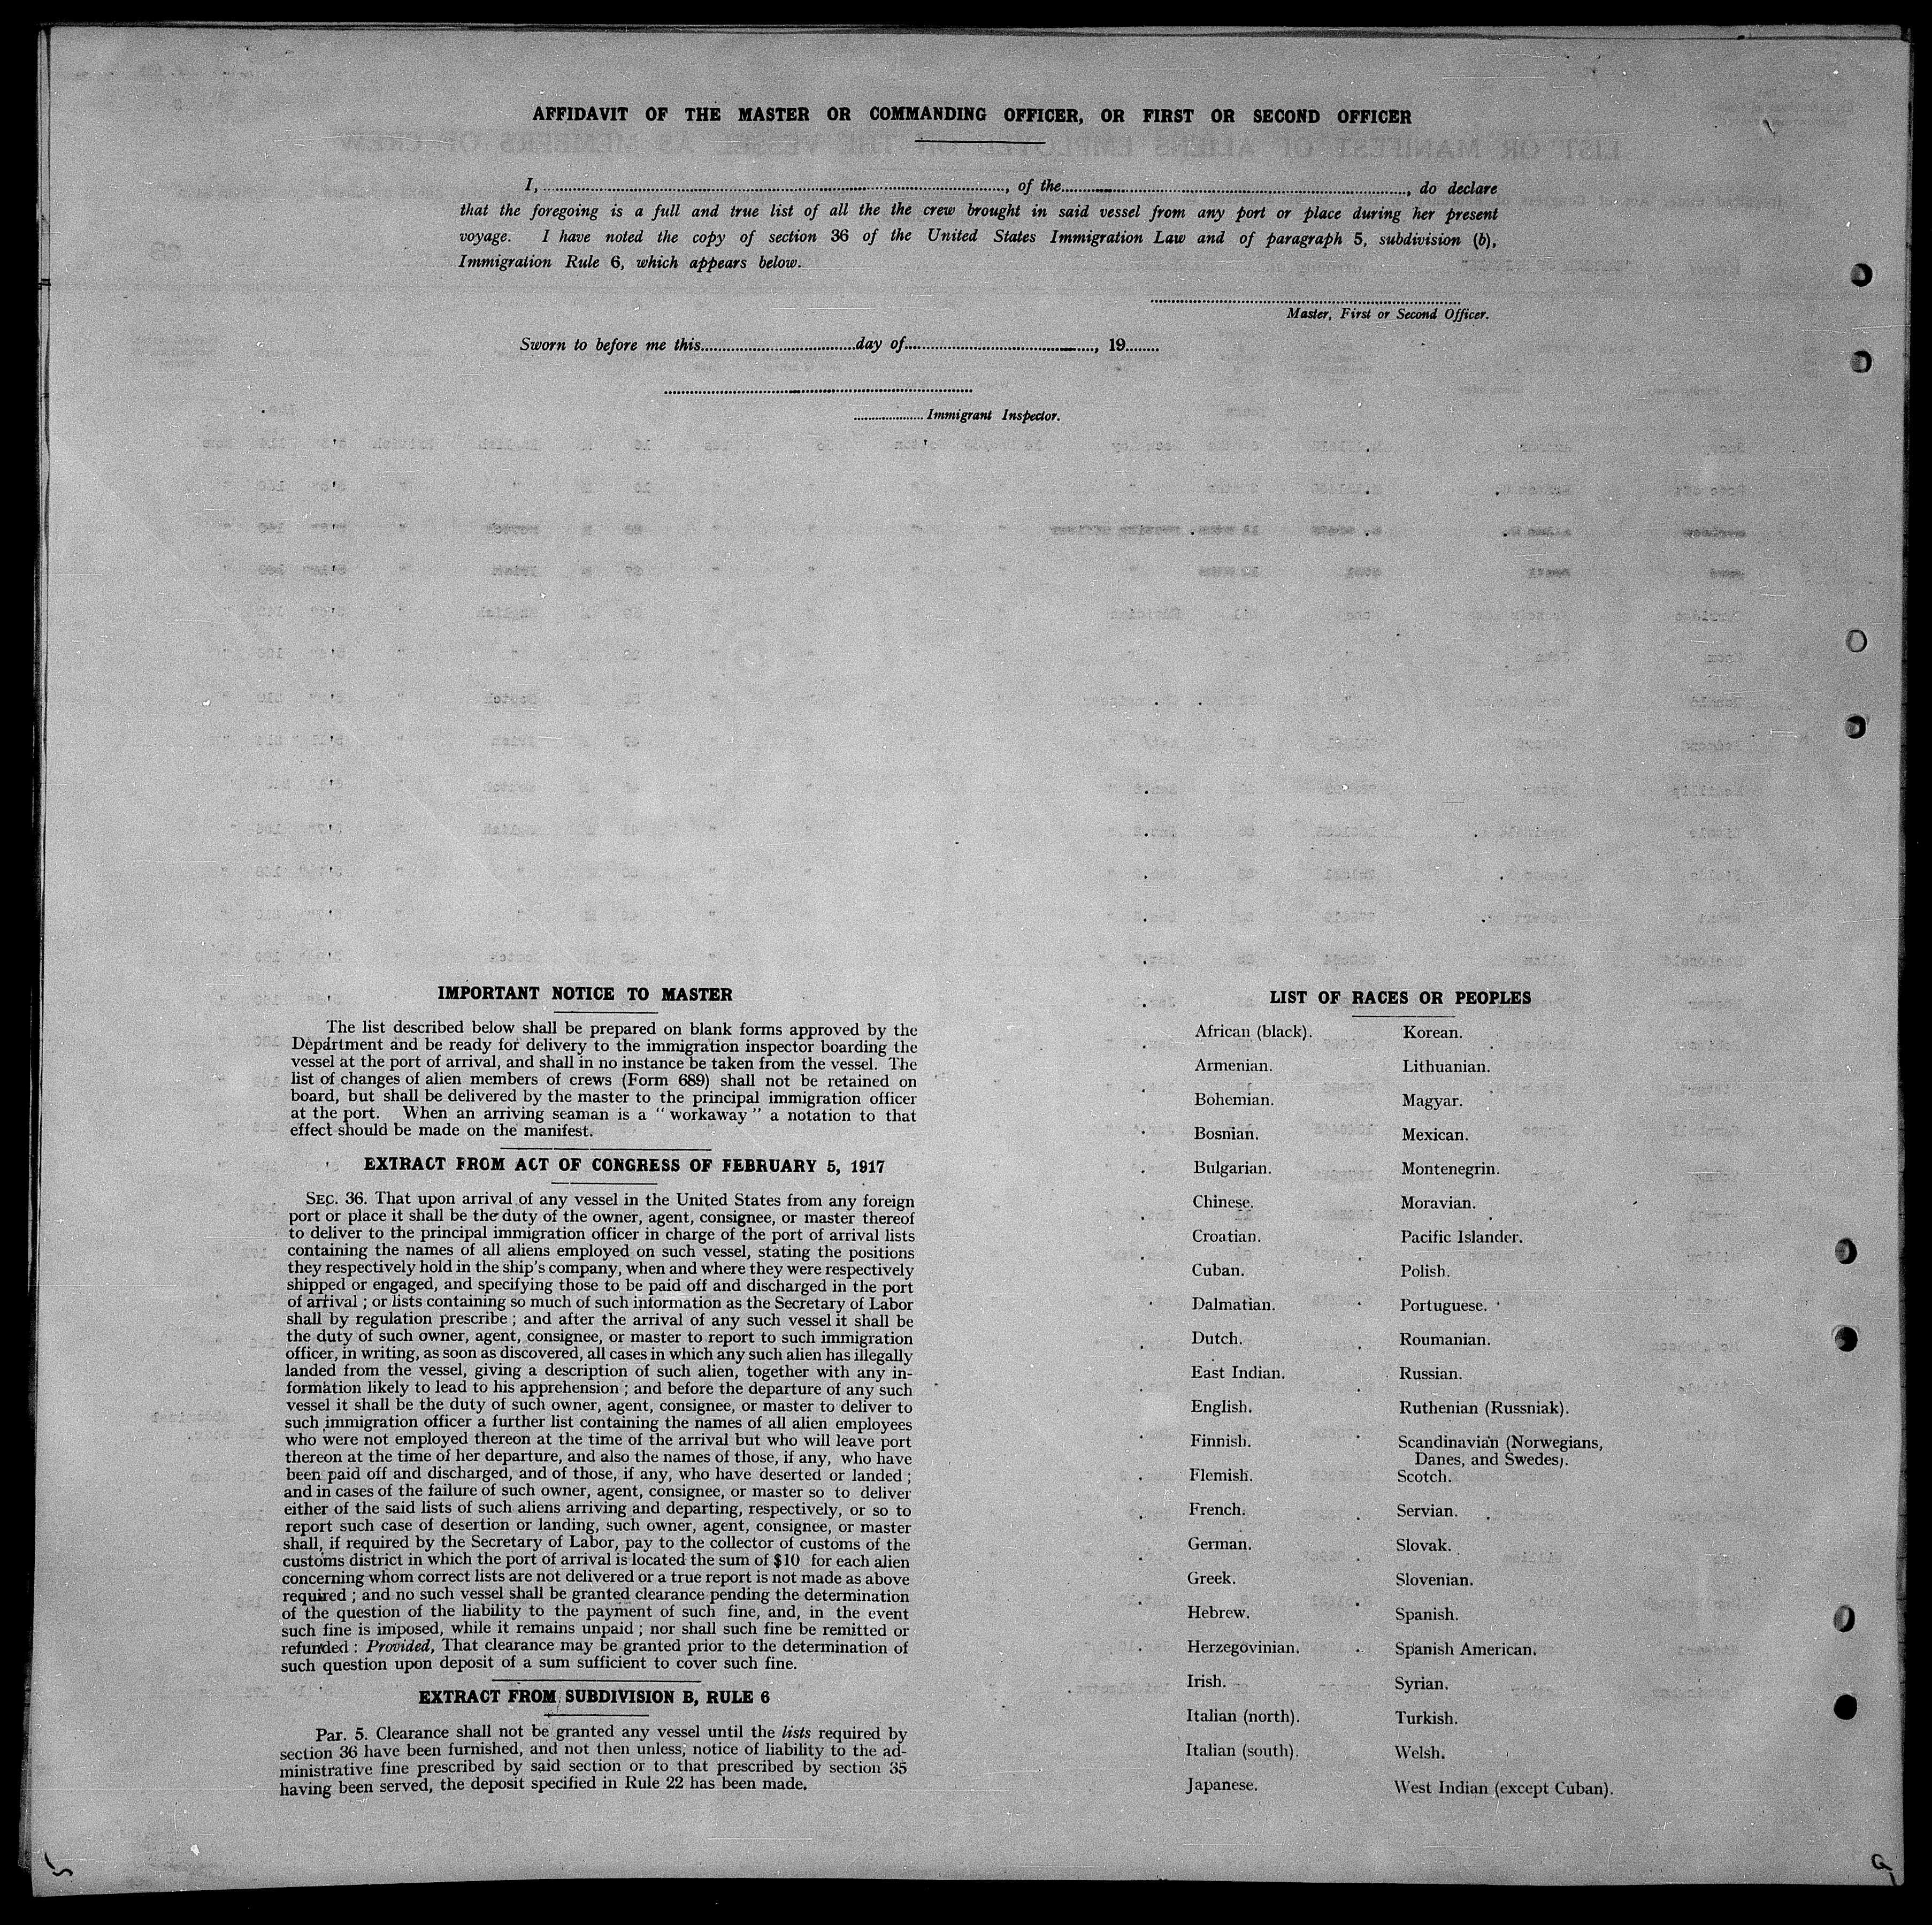 AFFIDAVIT OF THE MASTER OR COMMANDING OFFICER, OR FIRST OR SECOND OFFICER
I, ........, of the ........, do declare
that the foregoing is a full and true list of all the the crew brought in said vessel from any port or place during her present
voyage. I have noted the copy of section 36 of the United States Immigration Law and of paragraph 5, subdivision (b),
Immigration Rule 6, which appears below.
Master, First or Second Officer.
Sworn to before me this ........ day of ........, 19....
........ Immigrant Inspector.
IMPORTANT NOTICE TO MASTER
The list described below shall be prepared on blank forms approved by the
Department and be ready for delivery to the immigration inspector boarding the
vessel at the port of arrival, and shall in no instance be taken from the vessel. The
list of changes of alien members of crews (Form 689) shall not be retained on
board, but shall be delivered by the master to the principal immigration officer
at the port. When an arriving seaman is a "workaway" a notation to that
effect should be made on the manifest.
EXTRACT FROM ACT OF CONGRESS OF FEBRUARY 5, 1917
SEC. 36. That upon arrival of any vessel in the United States from any foreign
port or place it shall be the duty of the owner, agent, consignee, or master thereof
to deliver to the principal immigration officer in charge of the port of arrival lists
containing the names of all aliens employed on such vessel, stating the positions
they respectively hold in the ship's company, when and where they were respectively
shipped or engaged, and specifying those to be paid off and discharged in the port
of arrival; or lists containing so much of such information as the Secretary of Labor
shall by regulation prescribe; and after the arrival of any such vessel it shall be
the duty of such owner, agent, consignee, or master to report to such immigration
officer, in writing, as soon as discovered, all cases in which any such alien has illegally
landed from the vessel, giving a description of such alien, together with any in-
formation likely to lead to his apprehension; and before the departure of any such
vessel it shall be the duty of such owner, agent, consignee, or master to deliver to
such immigration officer a further list containing the names of all alien employees
who were not employed thereon at the time of the arrival but who will leave port
thereon at the time of her departure, and also the names of those, if any, who have
been paid off and discharged, and of those, if any, who have deserted or landed;
and in cases of the failure of such owner, agent, consignee, or master so to deliver
either of the said lists of such aliens arriving and departing, respectively, or so to
report such case of desertion or landing, such owner, agent, consignee, or master
shall, if required by the Secretary of Labor, pay to the collector of customs of the
customs district in which the port of arrival is located the sum of $10 for each alien
concerning whom correct lists are not delivered or a true report is not made as above
required; and no such vessel shall be granted clearance pending the determination
of the question of the liability to the payment of such fine, and, in the event
such fine is imposed, while it remains unpaid; nor shall such fine be remitted or
refunded: Provided, That clearance may be granted prior to the determination of
such question upon deposit of a sum sufficient to cover such fine.
EXTRACT FROM SUBDIVISION B, RULE 6
Par. 5. Clearance shall not be granted any vessel until the lists required by
section 36 have been furnished, and not then unless, notice of liability to the ad-
ministrative fine prescribed by said section or to that prescribed by section 35
having been served, the deposit specified in Rule 22 has been made.
LIST OF RACES OR PEOPLES
African (black).
Armenian.
Bohemian.
Bosnian.
Bulgarian.
Chinese.
Croatian.
Cuban.
Dalmatian.
Dutch.
East Indian.
English.
Finnish.
Flemish.
French.
German.
Greek.
Hebrew.
Herzegovinian.
Irish.
Italian (north).
Italian (south).
Japanese.
Korean.
Lithuanian.
Magyar.
Mexican.
Montenegrin.
Moravian.
Pacific Islander.
Polish.
Portuguese.
Roumanian.
Russian.
Ruthenian (Russniak).
Scandinavian (Norwegians,
Danes, and Swedes).
Scotch.
Servian.
Slovak.
Slovenian.
Spanish.
Spanish American.
Syrian.
Turkish.
Welsh.
West Indian (except Cuban).